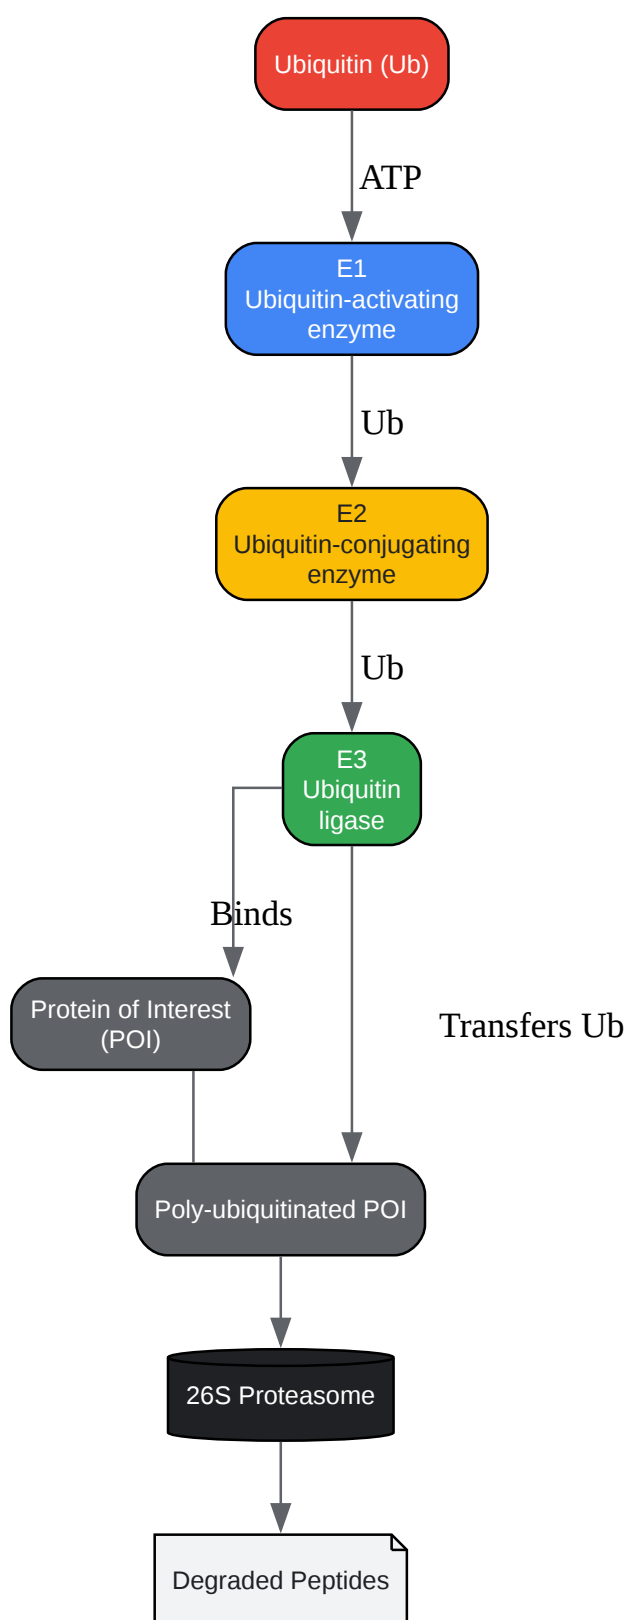 Ubiquitin (Ub)
ATP
E1
Ubiquitin-activating
enzyme
Ub
E2
Ubiquitin-conjugating
enzyme
Ub
E3
Ubiquitin
ligase
Binds
Protein of Interest
(POI)
Transfers Ub
Poly-ubiquitinated POI
26S Proteasome
Degraded Peptides